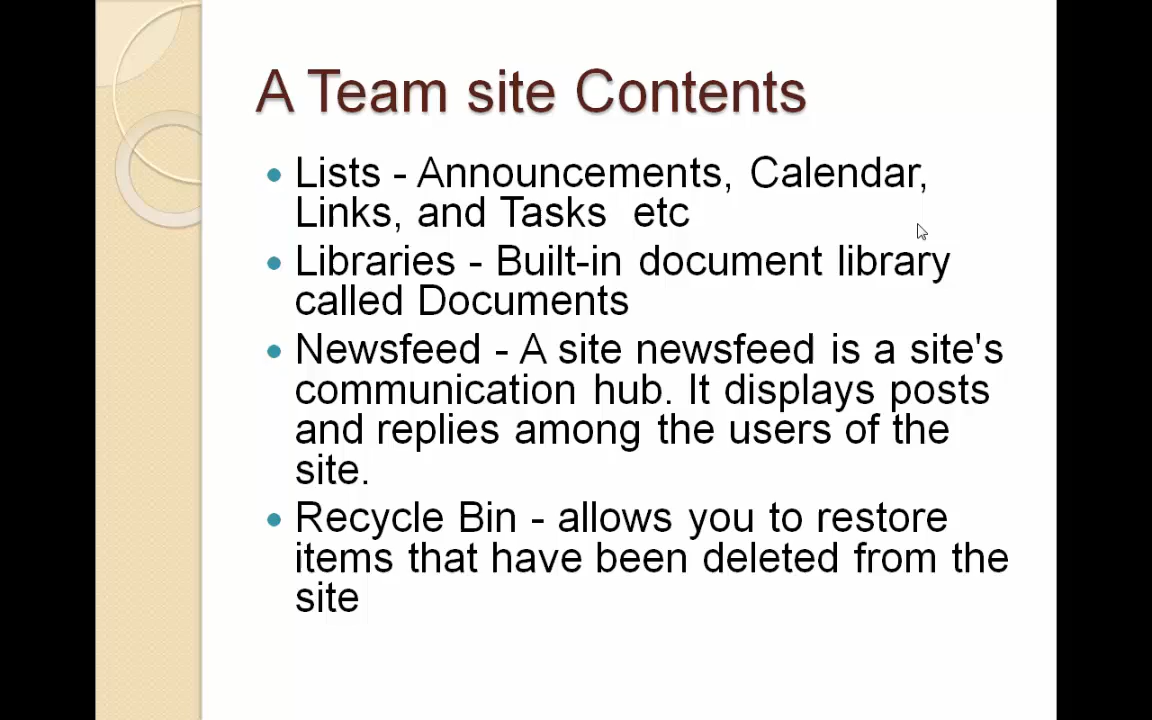 A Team site Contents
Lists - Announcements, Calendar,
Links, and Tasks  etc
Libraries - Built-in document library
called Documents
Newsfeed - A site newsfeed is a site's
communication hub. It displays posts
and replies among the users of the
site.
Recycle Bin - allows you to restore
items that have been deleted from the
site